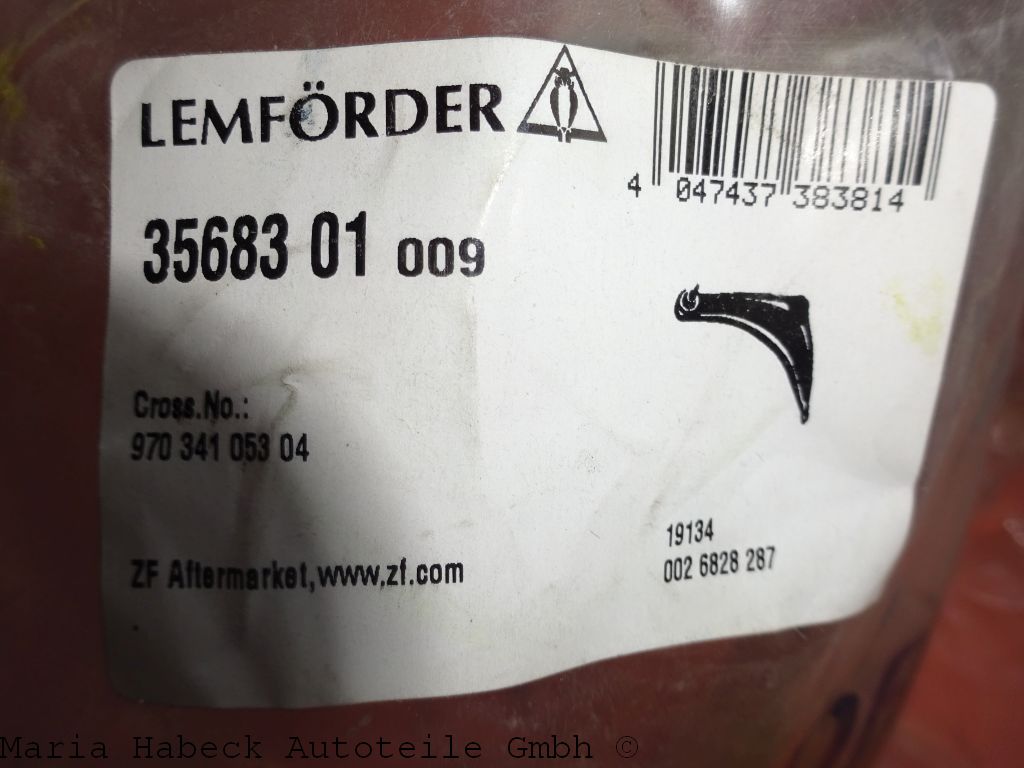 LEMFÖRDER
4 047437 383814
35683 01 009
Cross.No.:
970 341 053 04
19134
002 6828 287
ZF Aftermarket,www.zf.com
Maria Habeck Autoteile Gmbh ©